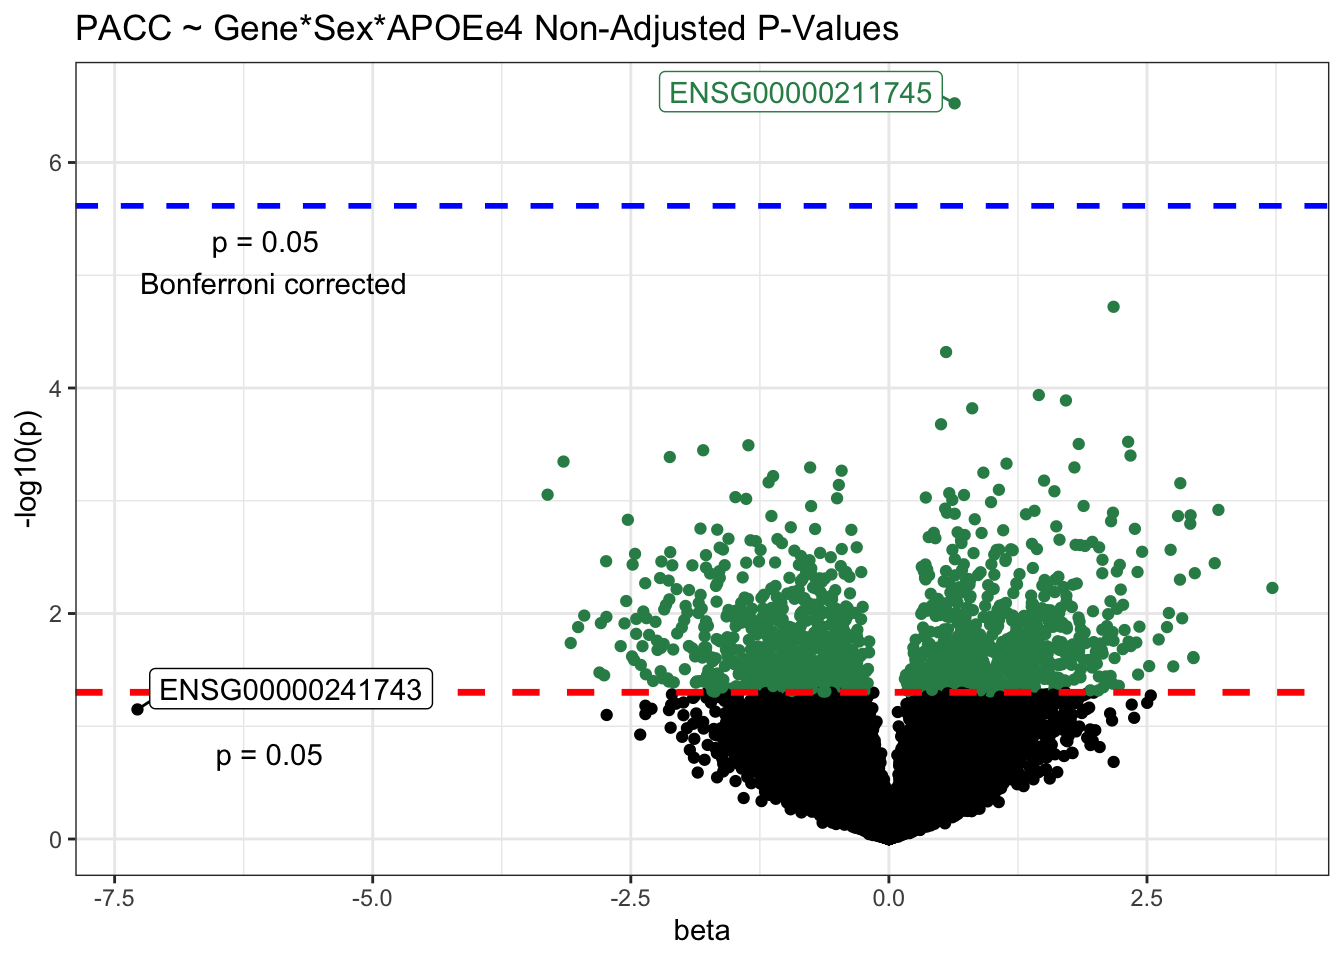 PACC ~ Gene*Sex*APOEe4 Non-Adjusted P-Values
ENSG00000211745
6
p = 0.05
Bonferroni corrected
4
-log10(p)
2
ENSG00000241743
p = 0.05
0
-7.5 -5.0 -2.5 0.0 2.5
beta